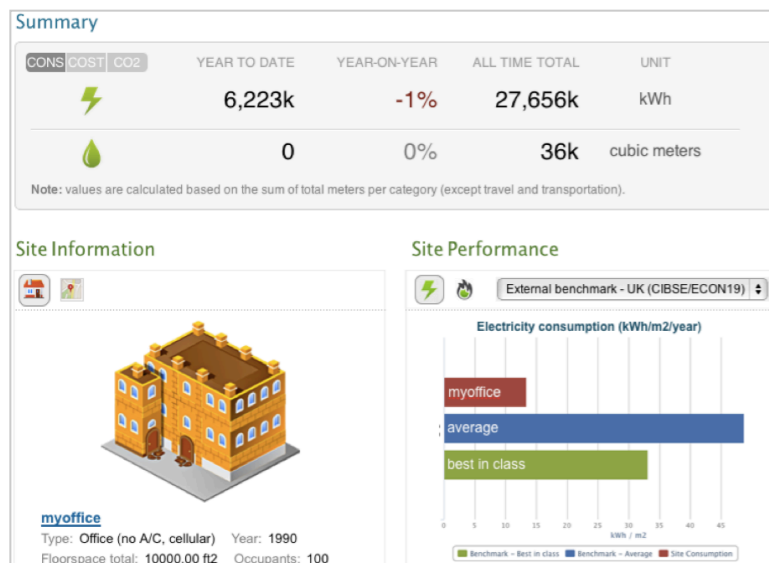 Summary
CONS COST CO2 YEAR TO DATE YEAR-ON-YEAR ALL TIME TOTAL UNIT
6,223k -1% 27,656k kWh
0 0% 36k cubic meters
Note: values are calculated based on the sum of total meters per category (except travel and transportation).
Site Information
Site Performance
External benchmark - UK (CIBSE/ECON19)
Electricity consumption (kWh/m2/year)
myoffice
average
best in class
0 5 10 15 20 25 30 35 40 45
kWh / m2
Benchmark - Best in class Benchmark - Average Site Consumption
myoffice
Type: Office (no A/C, cellular) Year: 1990
Floorspace total: 10000.00 ft2 Occupants: 100